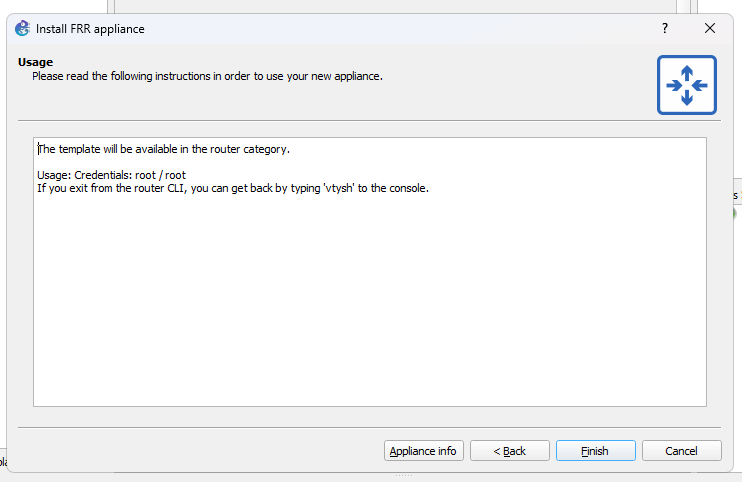 Install FRR appliance
?
Usage
Please read the following instructions in order to use your new appliance.
The template will be available in the router category.
Usage: Credentials: root / root
If you exit from the router CLI, you can get back by typing 'vtysh' to the console.
Appliance info
< Back
Finish
Cancel